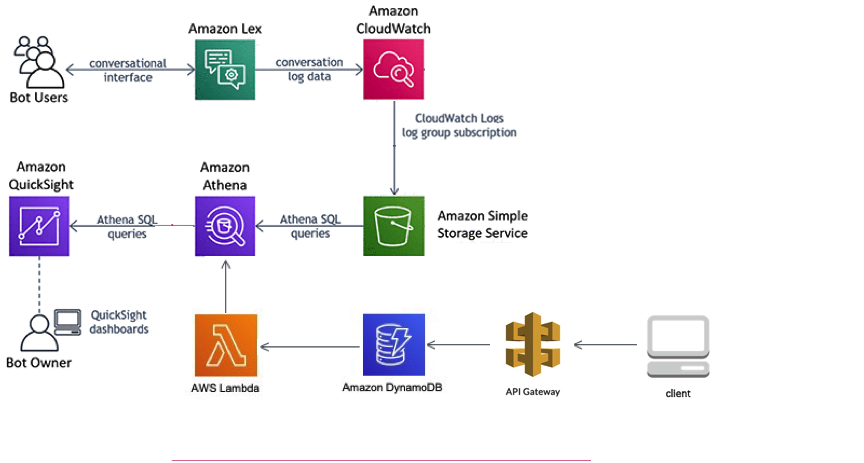 Amazon Lex
Amazon
CloudWatch
conversational
interface
conversation
log data
Bot Users
CloudWatch Logs
log group subscription
Amazon
QuickSight
Amazon
Athena
Athena SQL
queries
Athena SQL
queries
Amazon Simple
Storage Service
QuickSight
dashboards
Bot Owner
AWS Lambda
Amazon DynamoDB
API Gateway
client